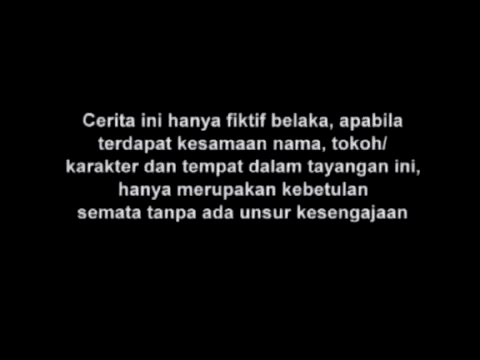 Cerita ini hanya fiktif belaka, apabila
terdapat kesamaan nama, tokoh/
karakter dan tempat dalam tayangan ini,
hanya merupakan kebetulan
semata tanpa ada unsur kesengajaan